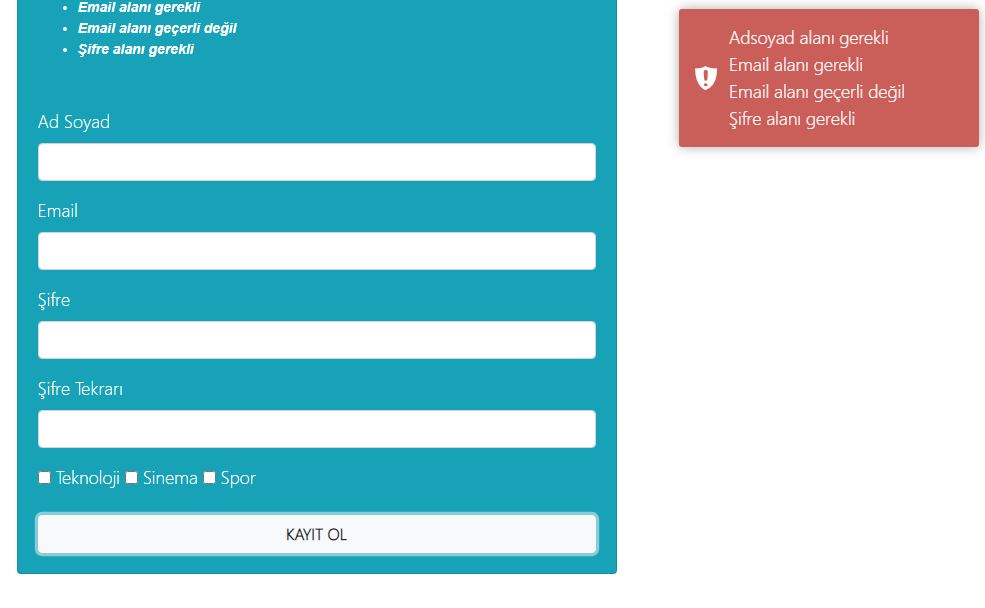 Email alanı gerekli
Email alanı geçerli değil
Şifre alanı gerekli
Ad Soyad
Email
Şifre
Şifre Tekrarı
Teknoloji Sinema Spor
KAYIT OL
Adsoyad alanı gerekli
Email alanı gerekli
Email alanı geçerli değil
Şifre alanı gerekli